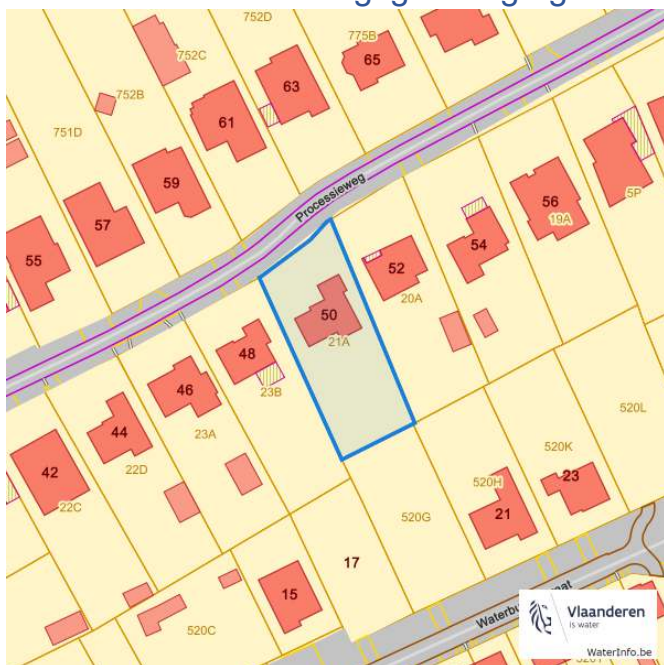 752D
752C
775B
65
63
752B
61
751D
59
57
55
Processieweg
56
19A
5P
54
52
20A
50
21A
48
23B
46
23A
44
22D
42
22C
520L
520K
23
520H
21
520G
17
15
520C
Vlaanderen
is water
WaterInfo.be